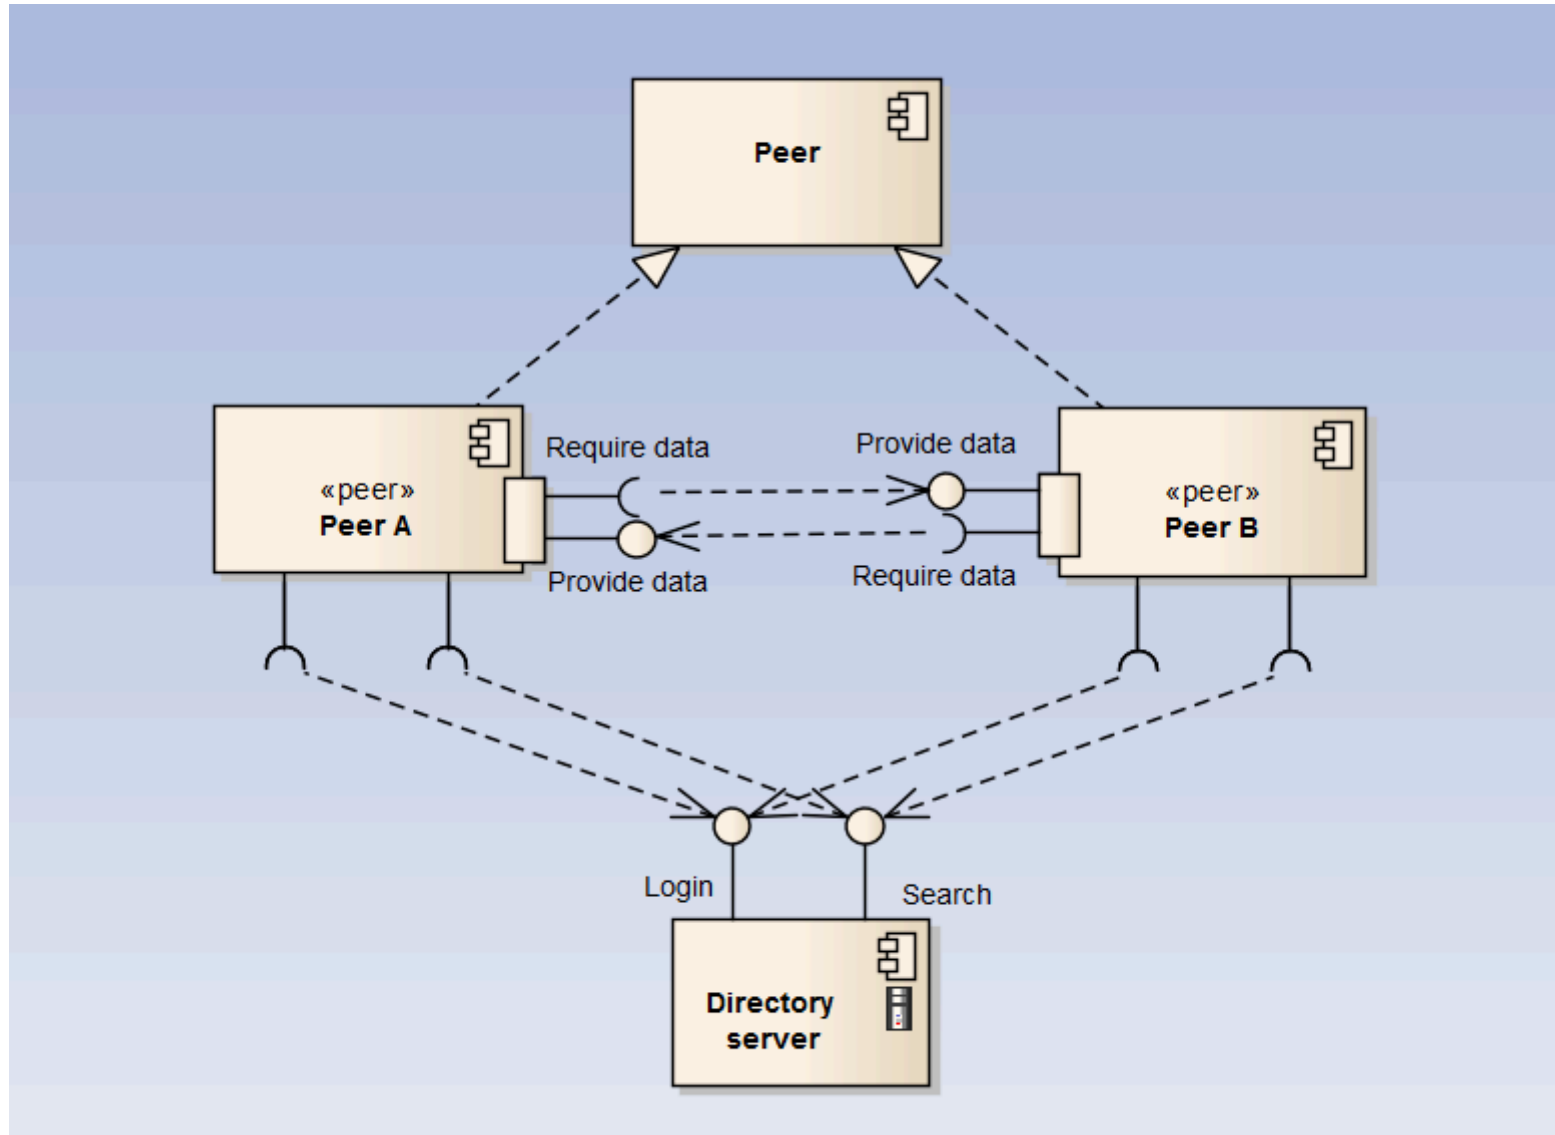 Peer
Require data
Provide data
«peer»
Peer A
«peer»
Peer B
Provide data
Require data
Login
Search
Directory
server